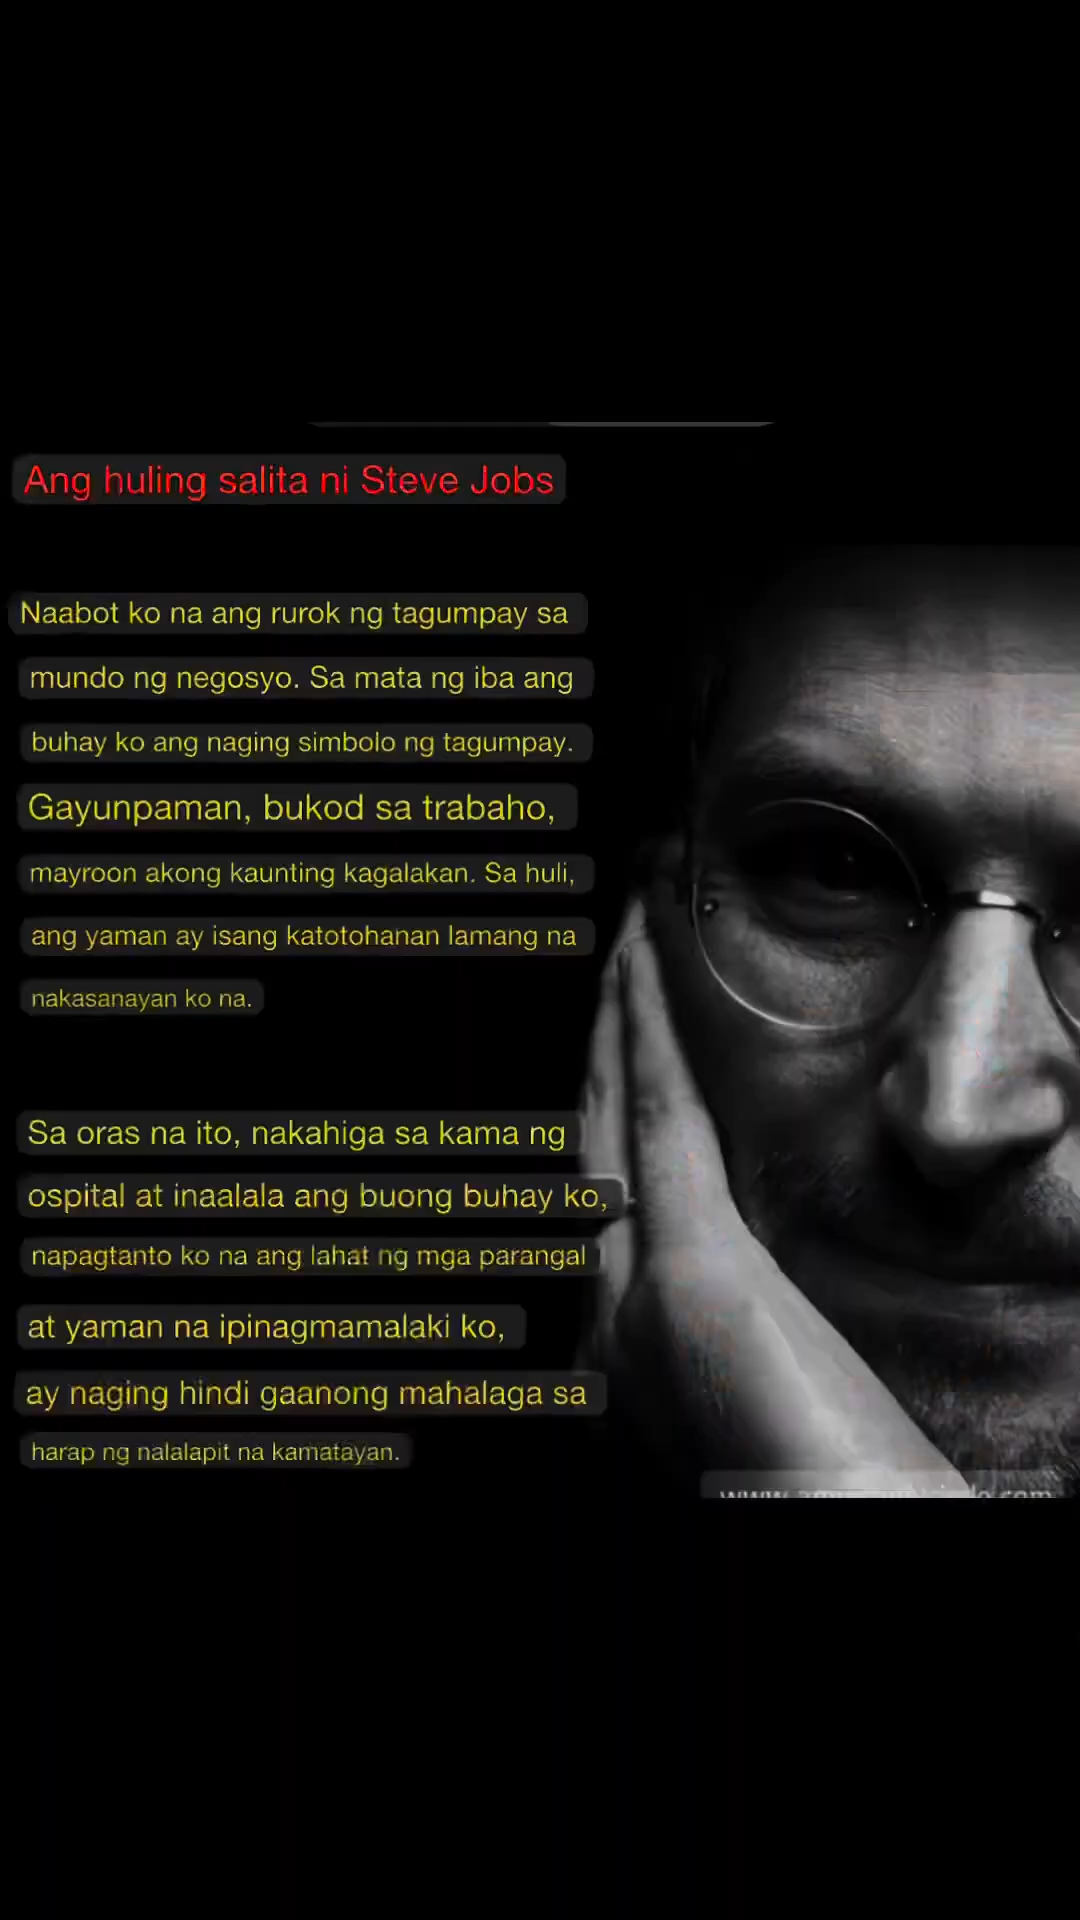 Ang huling salita ni Steve Jobs
Naabot ko na ang rurok ng tagumpay sa
mundo ng negosyo. Sa mata ng iba ang
buhay ko ang naging simbolo ng tagumpay.
Gayunpaman, bukod sa trabaho,
mayroon akong kaunting kagalakan. Sa huli,
ang yaman ay isang katotohanan lamang na
nakasanayan ko na.
Sa oras na ito, nakahiga sa kama ng
ospital at inaalala ang buong buhay ko,
napagtanto ko na ang lahat ng mga parangal
at yaman na ipinagmamalaki ko,
ay naging hindi gaanong mahalaga sa
harap ng nalalapit na kamatayan.